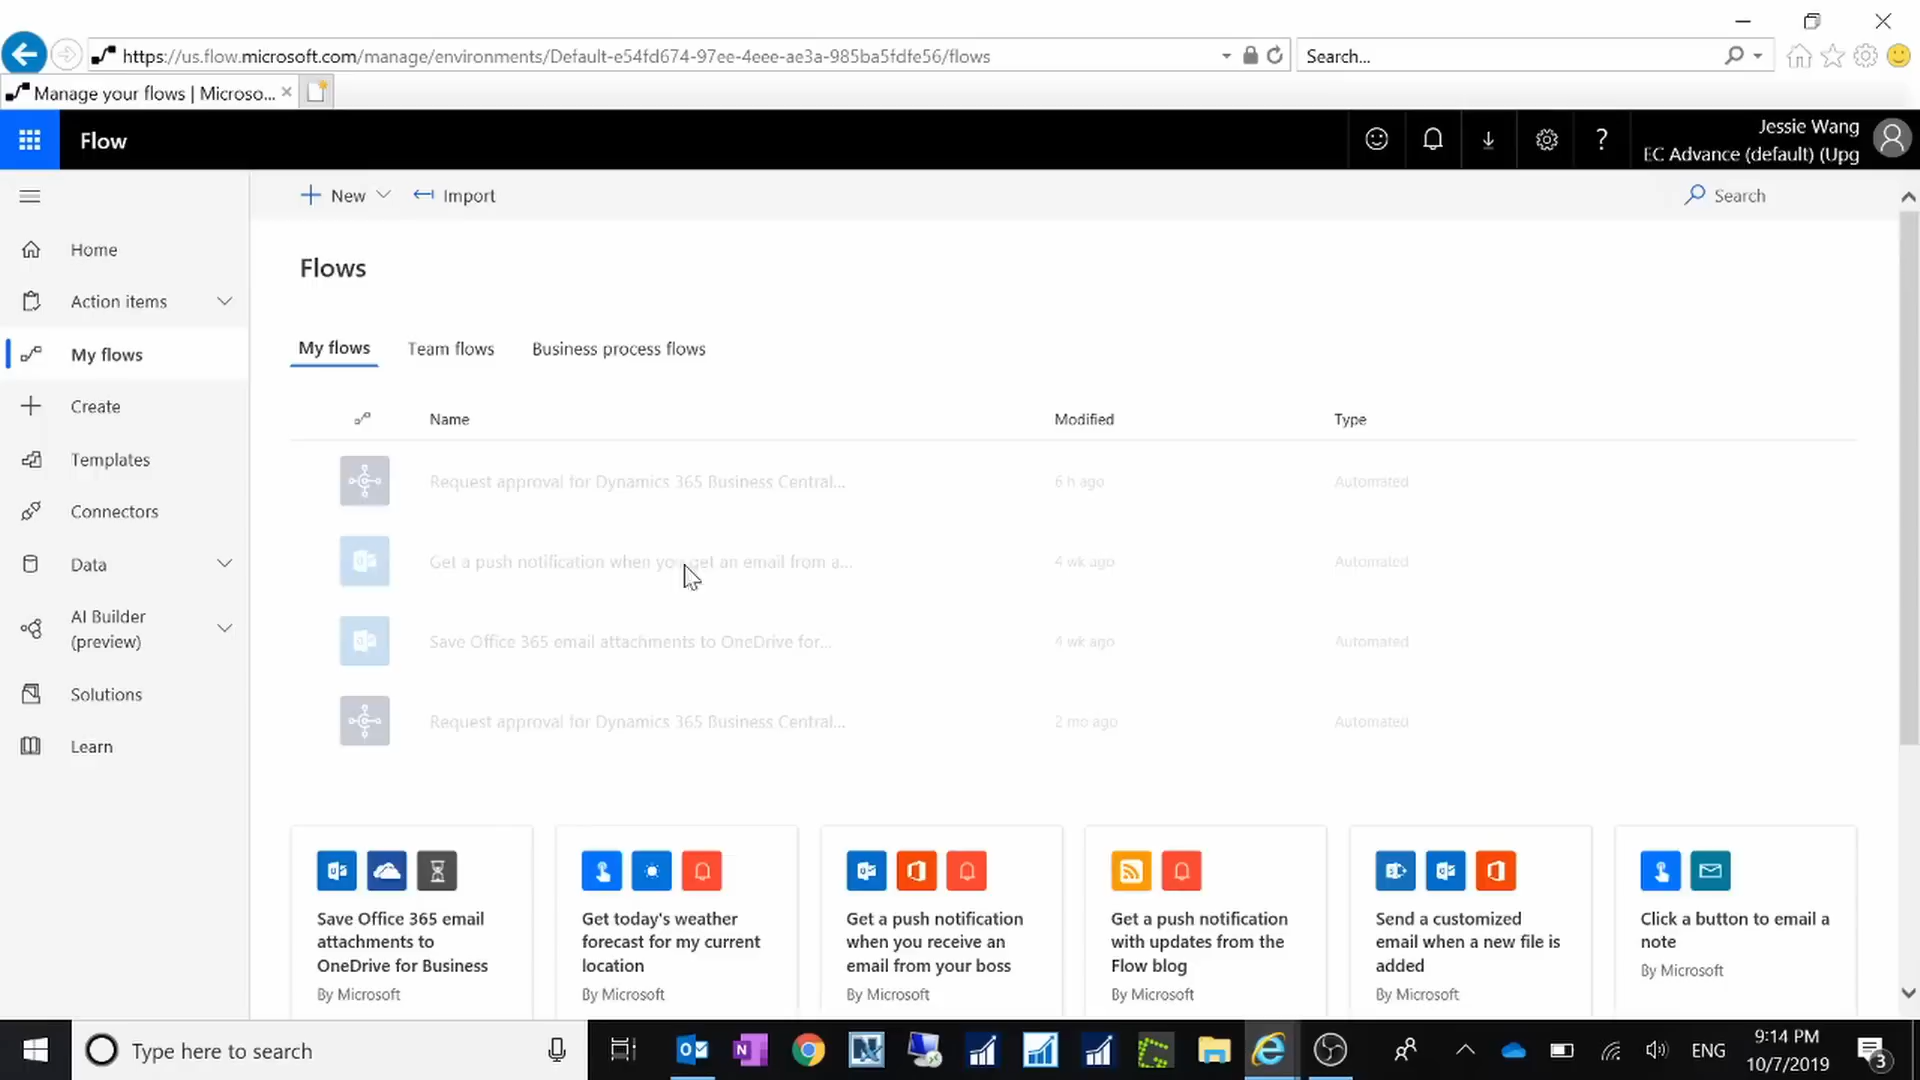 https://us.flow.microsoft.com/manage/environments/Default-e54fd674-97ee-4eee-ae3a-985ba5fdfe56/flows
Search...
Manage your flows | Microso...
Flow
?
Jessie Wang
EC Advance (default) (Upg
New
Import
Search
Home
Action items
My flows
Create
Templates
Connectors
Data
AI Builder
(preview)
Solutions
Learn
Flows
My flows
Team flows
Business process flows
Name
Modified
Type
Request approval for Dynamics 365 Business Central...
6 h ago
Automated
Get a push notification when you get an email from a...
4 wk ago
Automated
Save Office 365 email attachments to OneDrive for...
4 wk ago
Automated
Request approval for Dynamics 365 Business Central...
2 mo ago
Automated
Save Office 365 email
attachments to
OneDrive for Business
By Microsoft
Get today's weather
forecast for my current
location
By Microsoft
Get a push notification
when you receive an
email from your boss
By Microsoft
Get a push notification
with updates from the
Flow blog
By Microsoft
Send a customized
email when a new file is
added
By Microsoft
Click a button to email a
note
By Microsoft
Type here to search
ENG
9:14 PM
10/7/2019
3